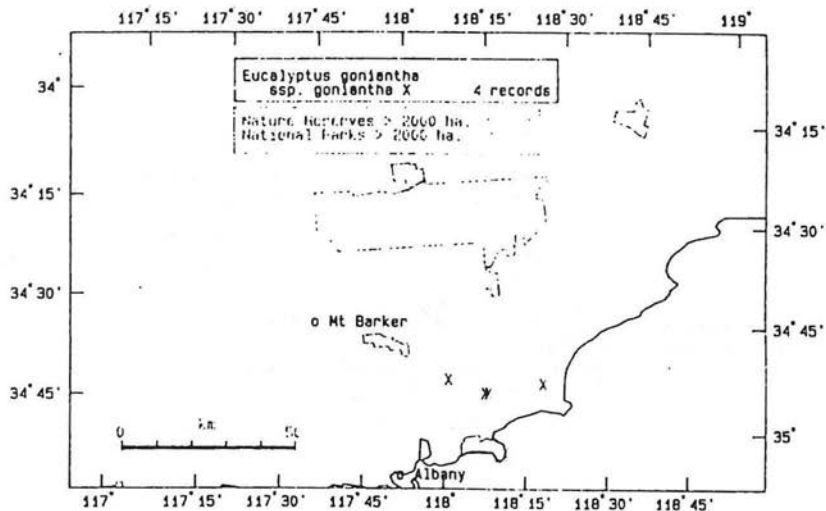 117° 15' 117° 30' 117° 45' 118° 118° 15' 118° 30' 118° 45' 119°
Eucalyptus goniantha
ssp. goniantha X 4 records
Nature Reserves > 2000 ha.
National Parks > 2000 ha.
34°
34° 15'
34° 15'
34° 30'
34° 30'
o Mt Barker
34° 45'
X
X
34° 45'
0 km 50
35°
o Albany
117° 117° 15' 117° 30' 117° 45' 118° 118° 15' 118° 30' 118° 45'